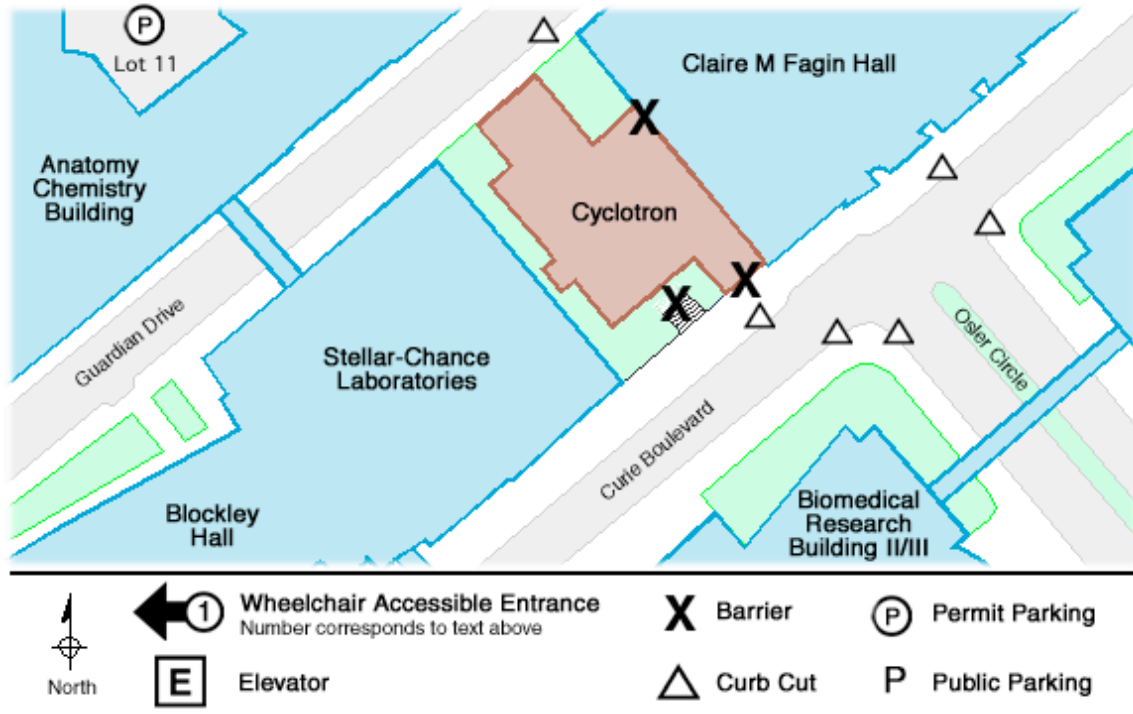 P
Lot 11
Claire M Fagin Hall
X
Anatomy
Chemistry
Building
Cyclotron
X
X
Guardian Drive
Stellar-Chance
Laboratories
Osler Circle
Curie Boulevard
Blockley
Hall
Biomedical
Research
Building II/III
North
1
Wheelchair Accessible Entrance
Number corresponds to text above
E
Elevator
X
Barrier
Curb Cut
P
Permit Parking
P
Public Parking